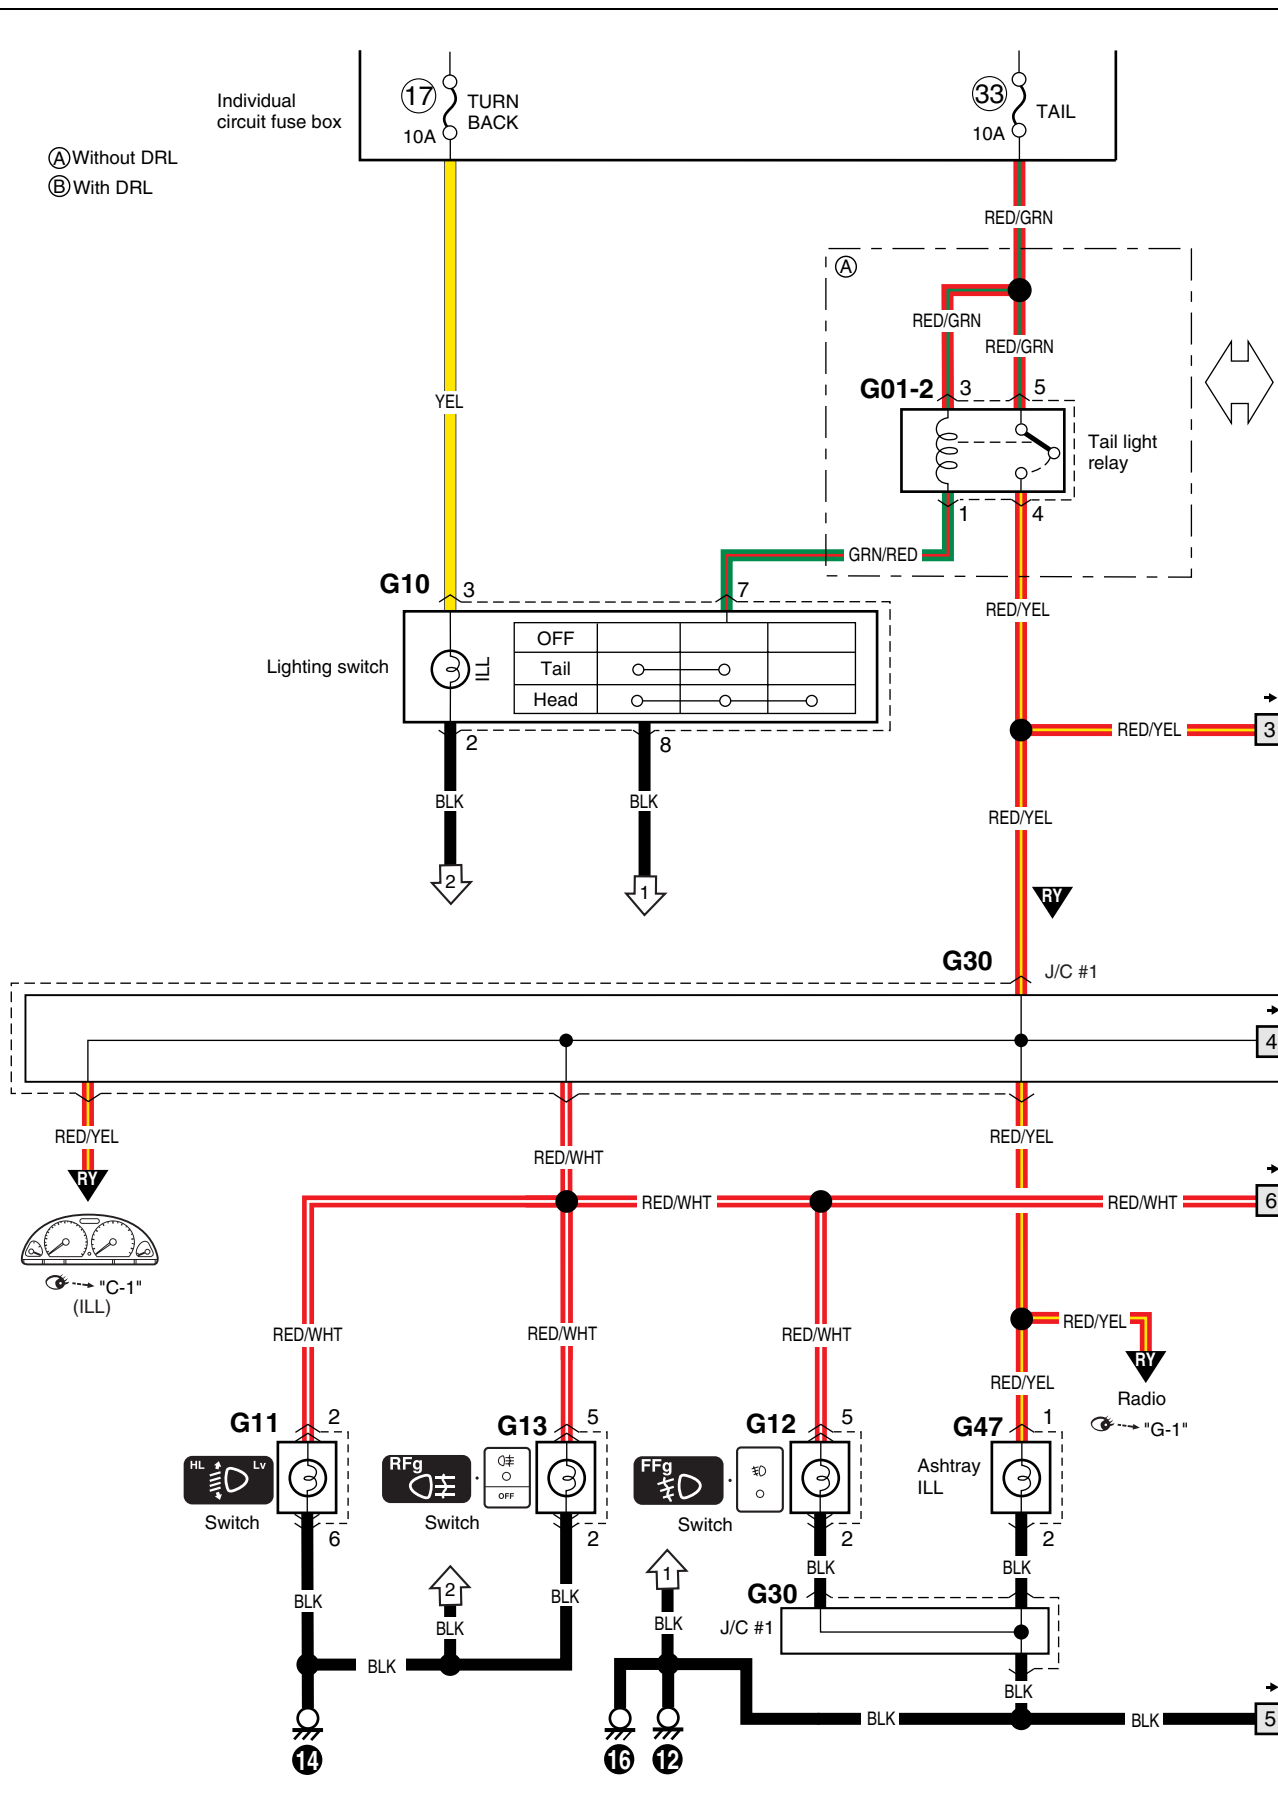 Individual
circuit fuse box
17
10A
TURN
BACK
33
10A
TAIL
A Without DRL
B With DRL
RED/GRN
A
RED/GRN
RED/GRN
YEL
G01-2
3
5
Tail light
relay
1
4
GRN/RED
G10
3
7
RED/YEL
Lighting switch
ILL
OFF
Tail
Head
2
8
RED/YEL
3
BLK
BLK
RED/YEL
2
1
RY
G30
J/C #1
4
RED/YEL
RED/YEL
RED/WHT
RY
RED/WHT
RED/WHT
6
"C-1"
(ILL)
RED/WHT
RED/WHT
RED/WHT
RED/YEL
RY
RED/YEL
Radio
"G-1"
G11
2
G13
5
G12
5
G47
1
HL
Lv
RFg
OFF
FFg
Ashtray
ILL
Switch
Switch
Switch
6
2
2
2
BLK
BLK
BLK
BLK
2
1
G30
J/C #1
BLK
BLK
BLK
BLK
BLK
BLK
5
14
16
12